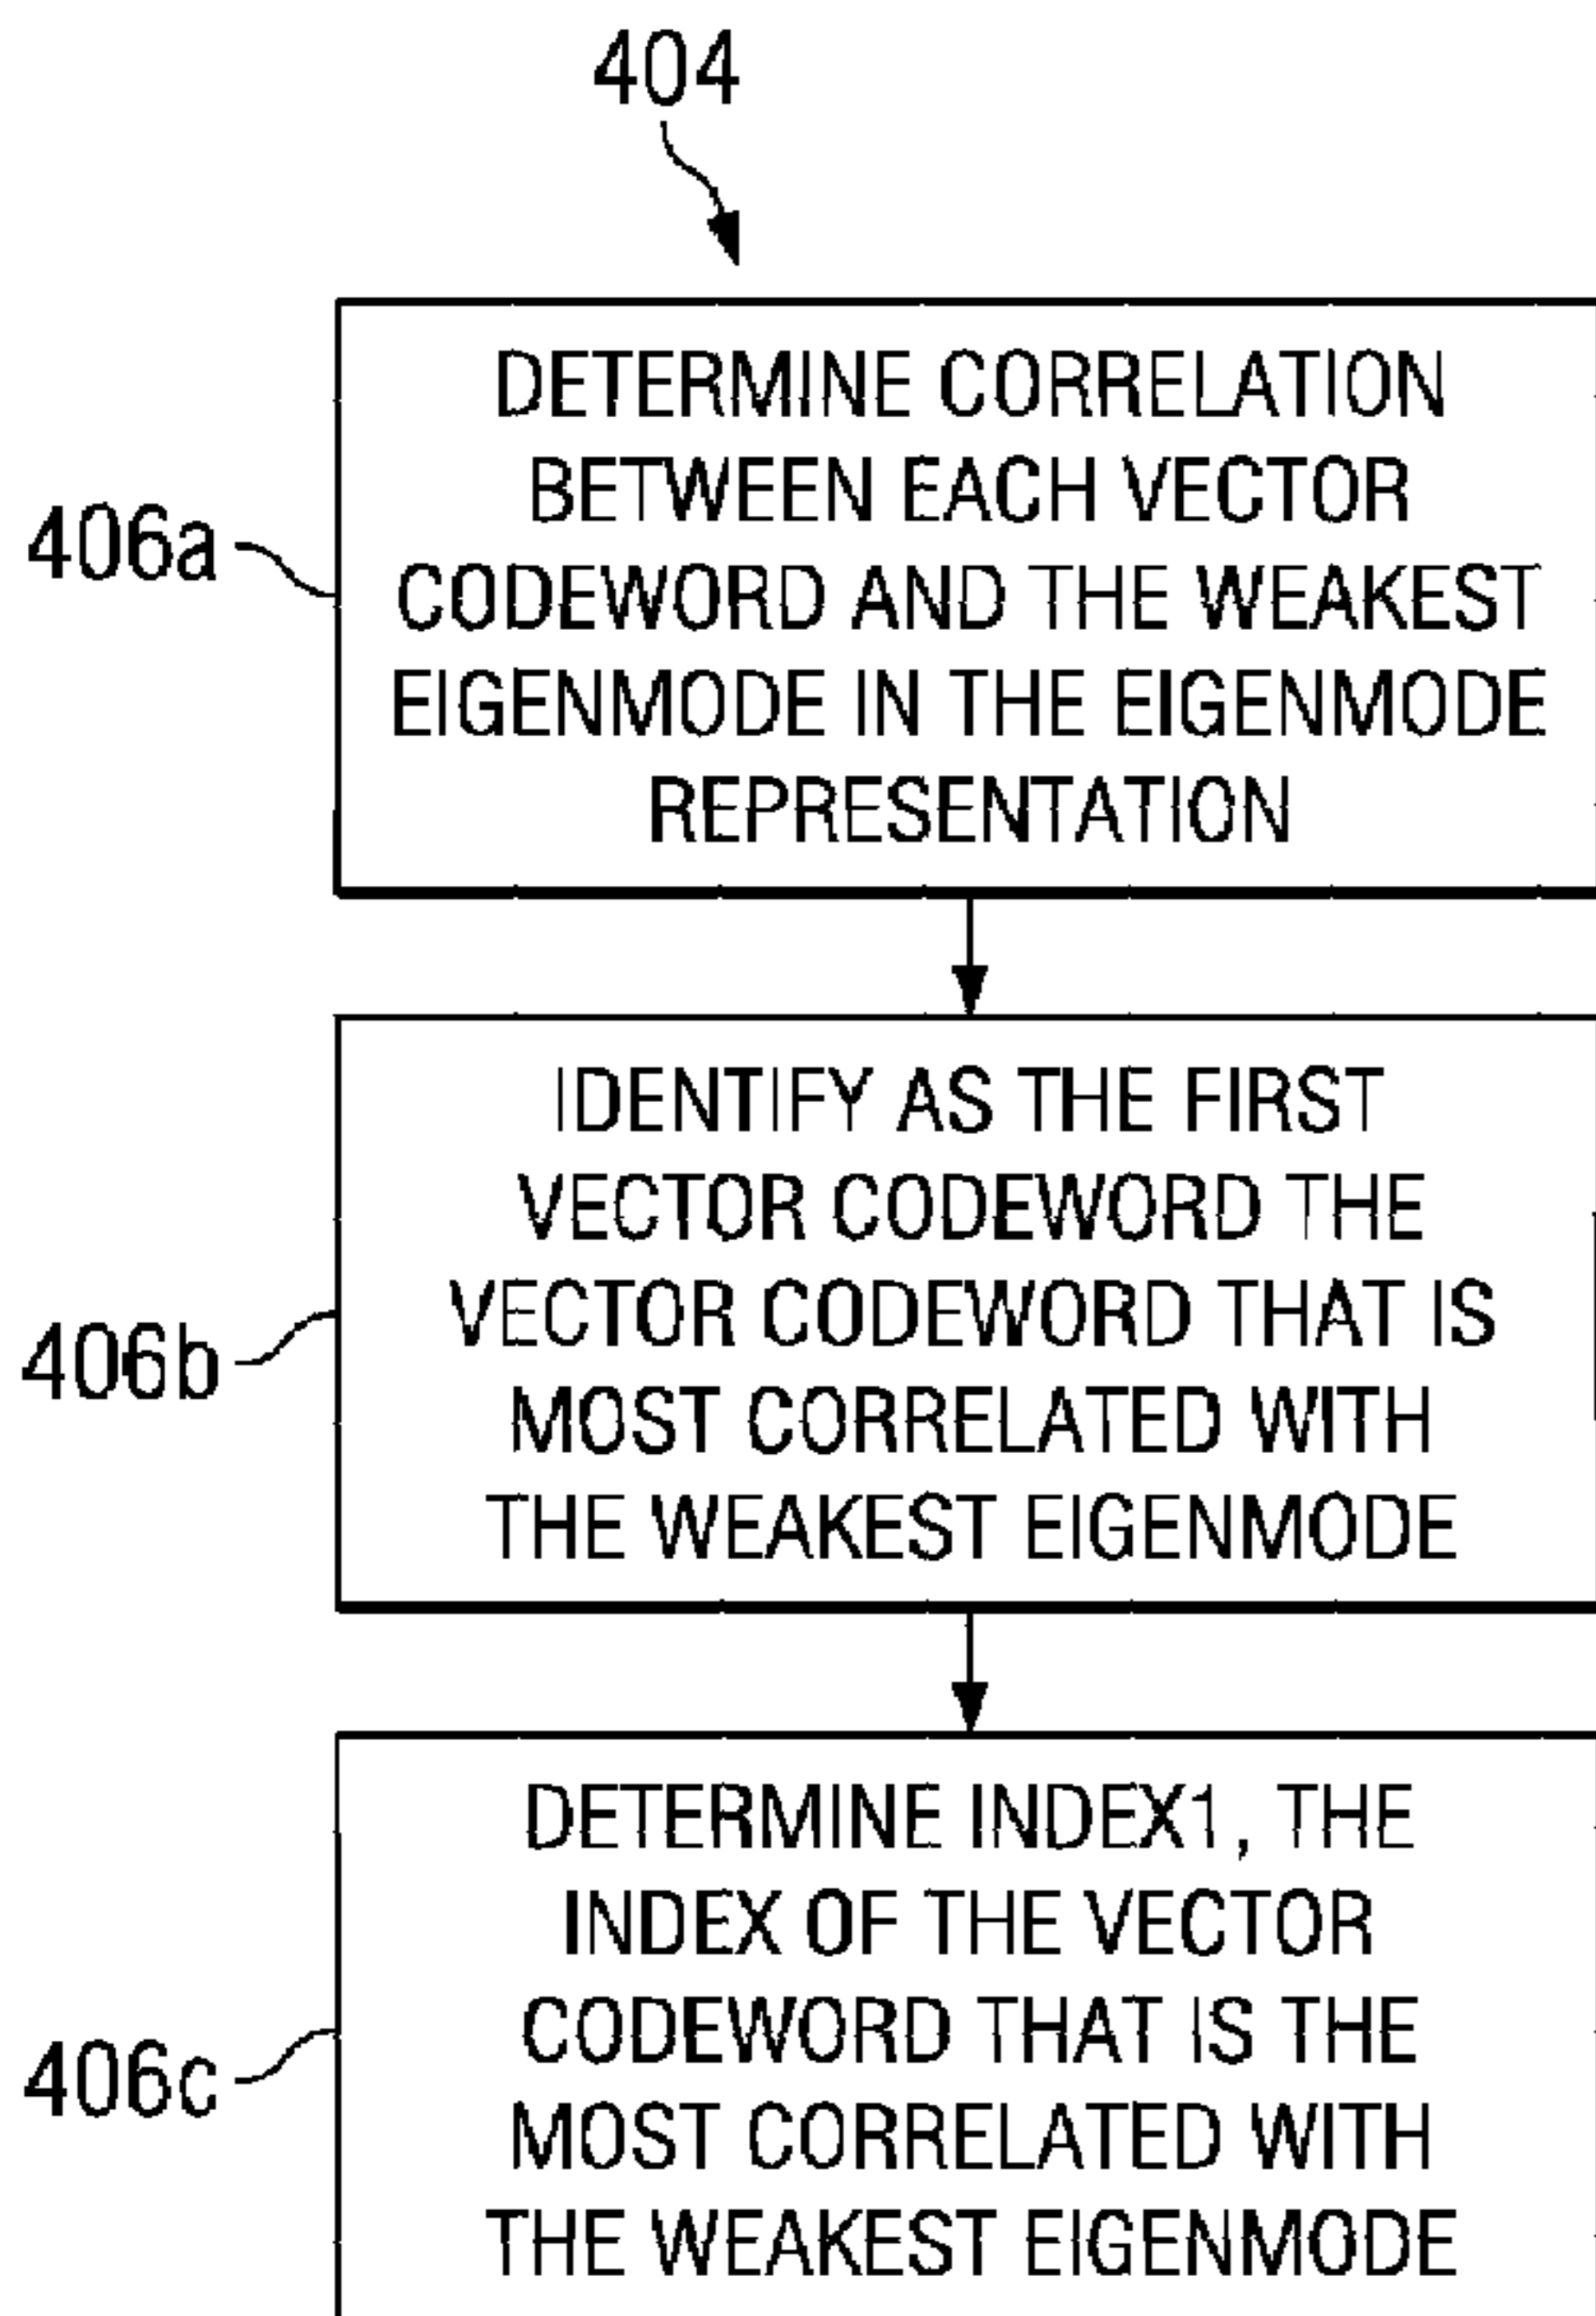 404
406a
DETERMINE CORRELATION
BETWEEN EACH VECTOR
CODEWORD AND THE WEAKEST
EIGENMODE IN THE EIGENMODE
REPRESENTATION
406b
IDENTIFY AS THE FIRST
VECTOR CODEWORD THE
VECTOR CODEWORD THAT IS
MOST CORRELATED WITH
THE WEAKEST EIGENMODE
406c
DETERMINE INDEX1, THE
INDEX OF THE VECTOR
CODEWORD THAT IS THE
MOST CORRELATED WITH
THE WEAKEST EIGENMODE